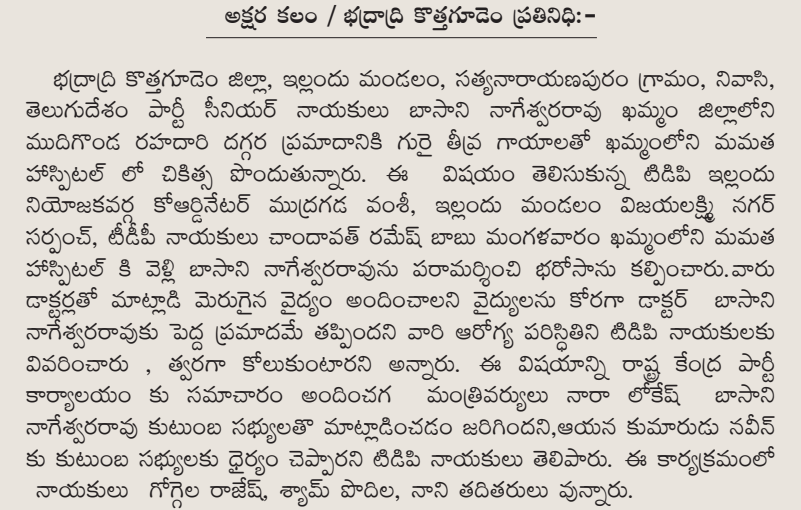 అక్షర కలం / భద్రాద్రి కొత్తగూడెం ప్రతినిధి:-
భద్రాద్రి కొత్తగూడెం జిల్లా, ఇల్లందు మండలం, సత్యనారాయణపురం గ్రామం, నివాసి,
తెలుగుదేశం పార్టీ సీనియర్ నాయకులు బాసాని నాగేశ్వరరావు ఖమ్మం జిల్లాలోని
ముదిగొండ రహదారి దగ్గర ప్రమాదానికి గురై తీవ్ర గాయాలతో ఖమ్మంలోని మమత
హాస్పిటల్ లో చికిత్స పొందుతున్నారు. ఈ విషయం తెలిసుకున్న టిడిపి ఇల్లందు
నియోజకవర్గ కోఆర్డినేటర్ ముద్రగడ వంశీ, ఇల్లందు మండలం విజయలక్ష్మి నగర్
సర్పంచ్, టీడీపీ నాయకులు చాందావత్ రమేష్ బాబు మంగళవారం ఖమ్మంలోని మమత
హాస్పిటల్ కి వెళ్లి బాసాని నాగేశ్వరరావును పరామర్శించి భరోసాను కల్పించారు.వారు
డాక్టర్లతో మాట్లాడి మెరుగైన వైద్యం అందించాలని వైద్యులను కోరగా డాక్టర్ బాసాని
నాగేశ్వరరావుకు పెద్ద ప్రమాదమే తప్పిందని వారి ఆరోగ్య పరిస్థితిని టిడిపి నాయకులకు
వివరించారు , త్వరగా కోలుకుంటారని అన్నారు. ఈ విషయాన్ని రాష్ట్ర కేంద్ర పార్టీ
కార్యాలయం కు సమాచారం అందించగ మంత్రివర్యులు నారా లోకేష్ బాసాని
నాగేశ్వరరావు కుటుంబ సభ్యులతొ మాట్లాడించడం జరిగిందని,ఆయన కుమారుడు నవీన్
కు కుటుంబ సభ్యులకు ధైర్యం చెప్పారని టిడిపి నాయకులు తెలిపారు. ఈ కార్యక్రమంలో
నాయకులు గోగ్గెల రాజేష్, శ్యామ్ పొదిల, నాని తదితరులు వున్నారు.